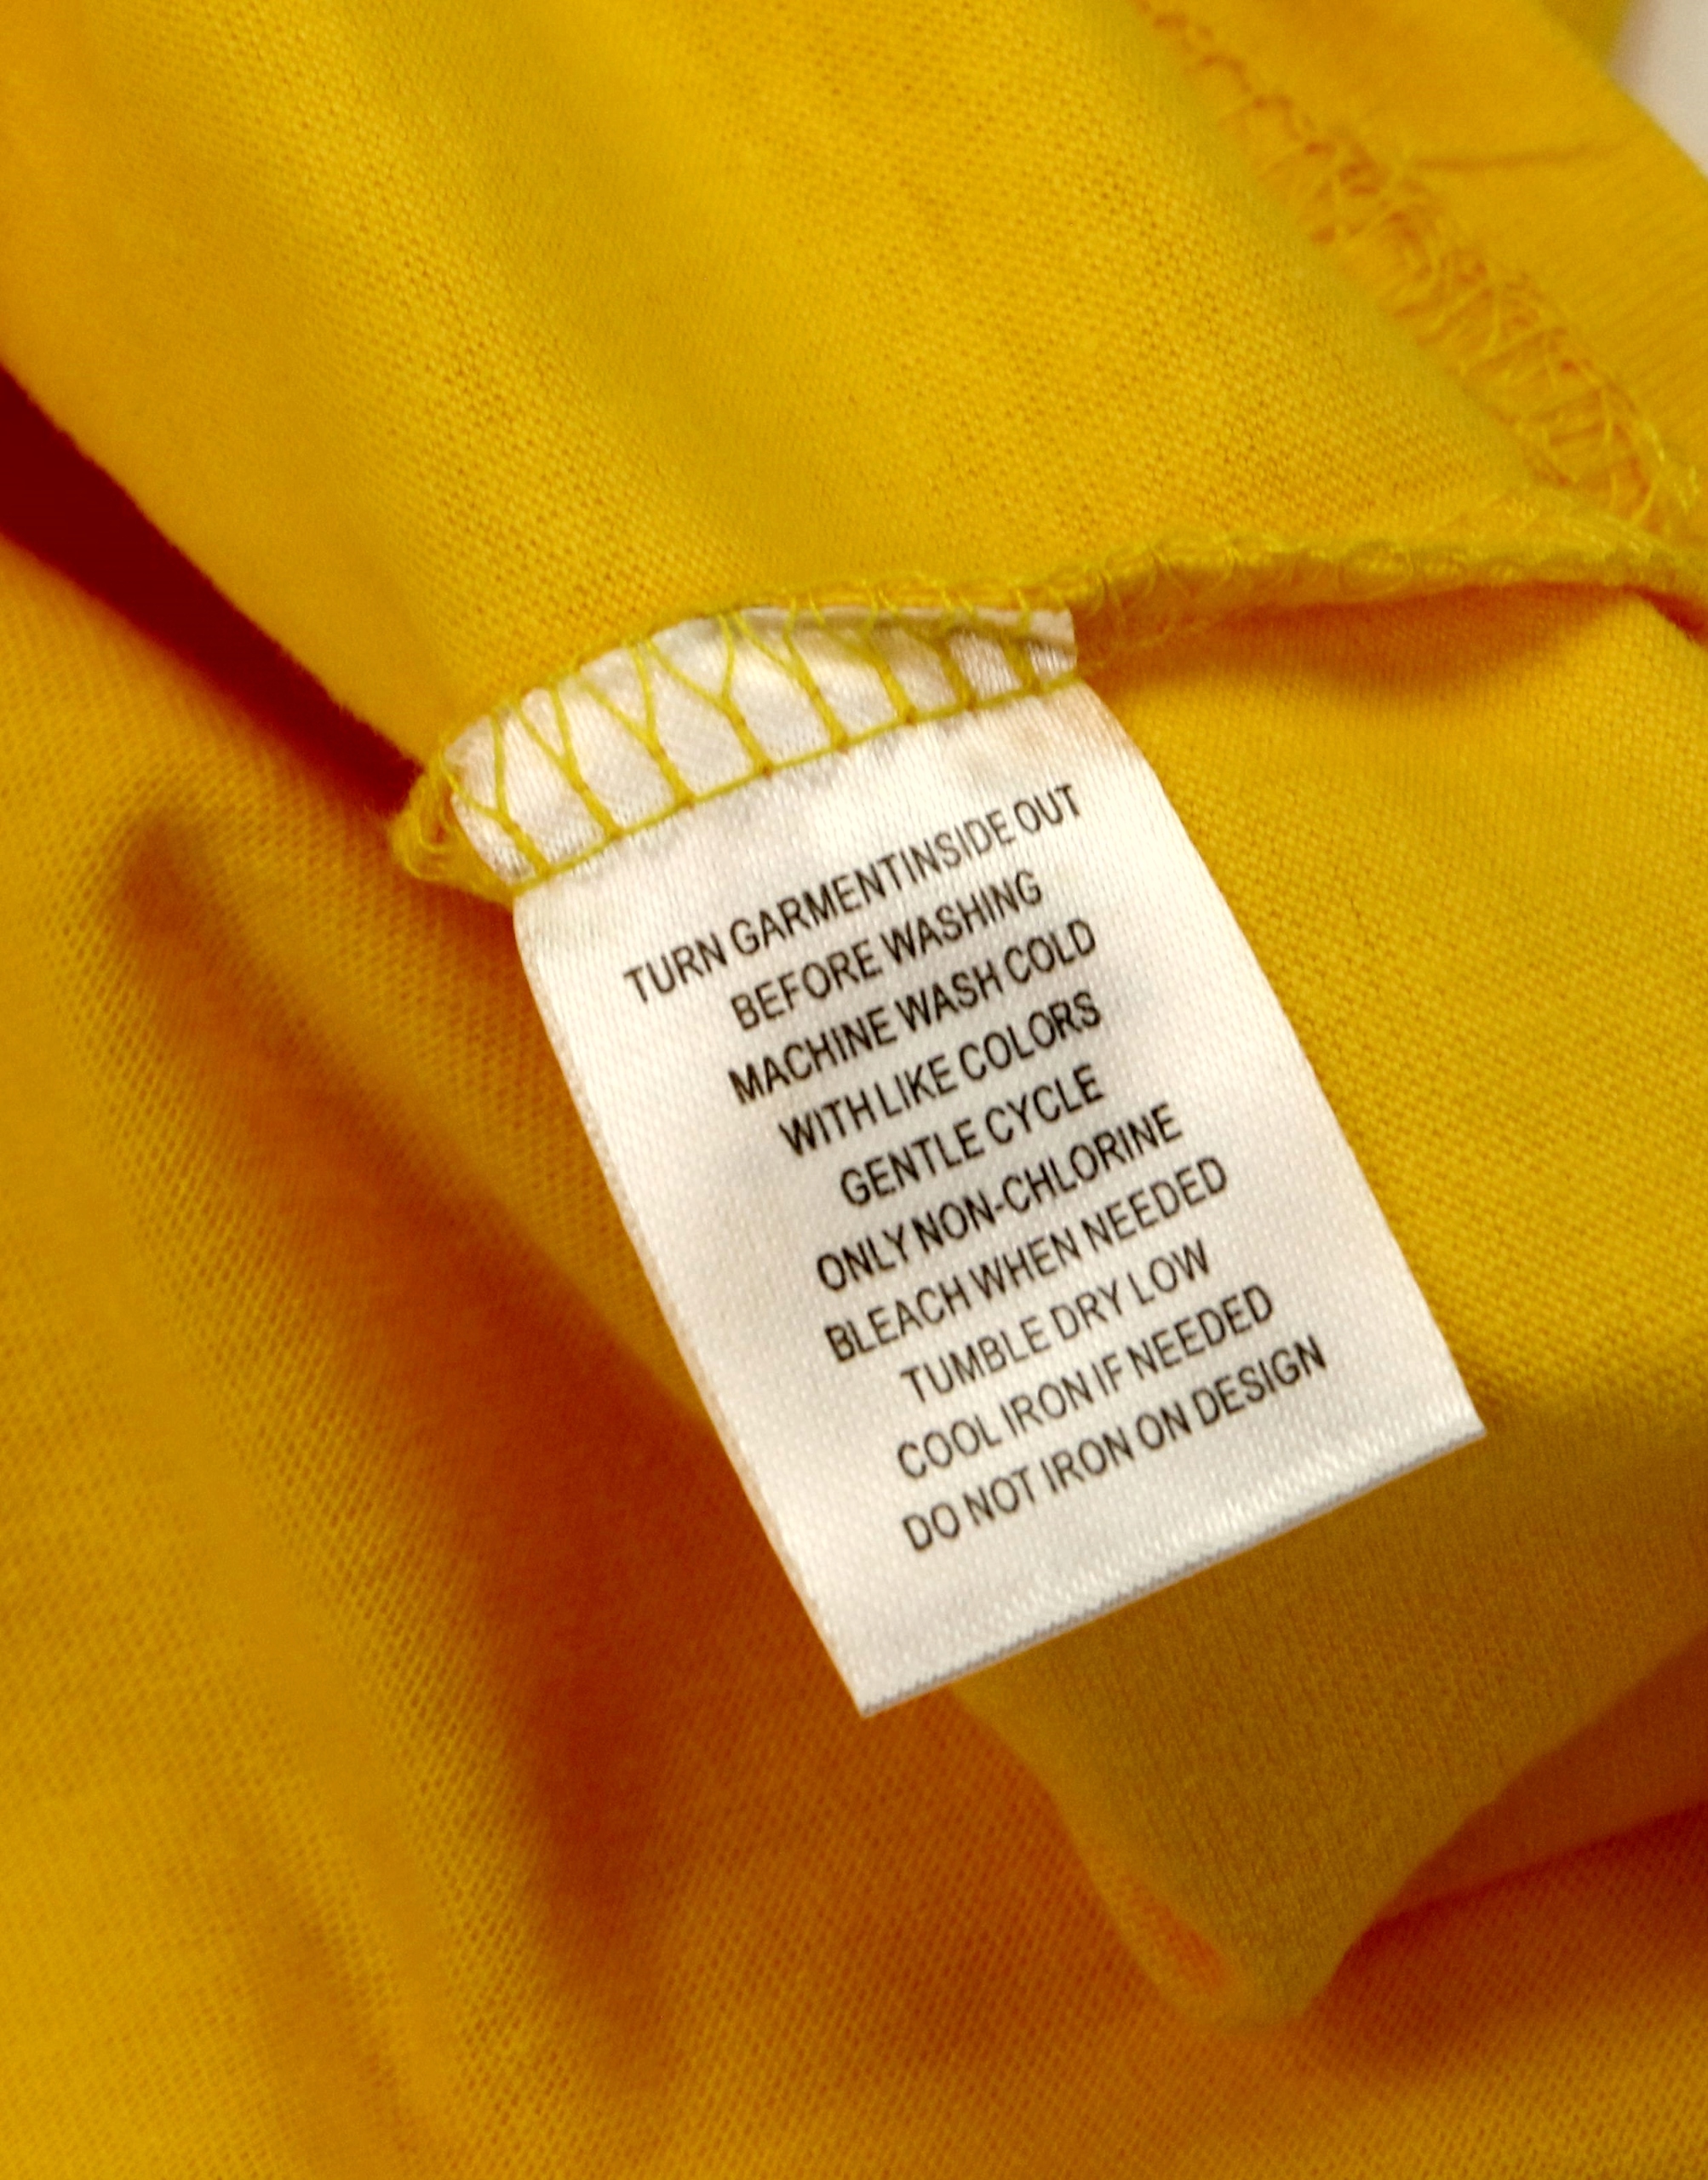 TURN GARMENTINSIDE OUT
BEFORE WASHING
MACHINE WASH COLD
WITH LIKE COLORS
GENTLE CYCLE
ONLY NON-CHLORINE
BLEACH WHEN NEEDED
TUMBLE DRY LOW
COOL IRON IF NEEDED
DO NOT IRON ON DESIGN